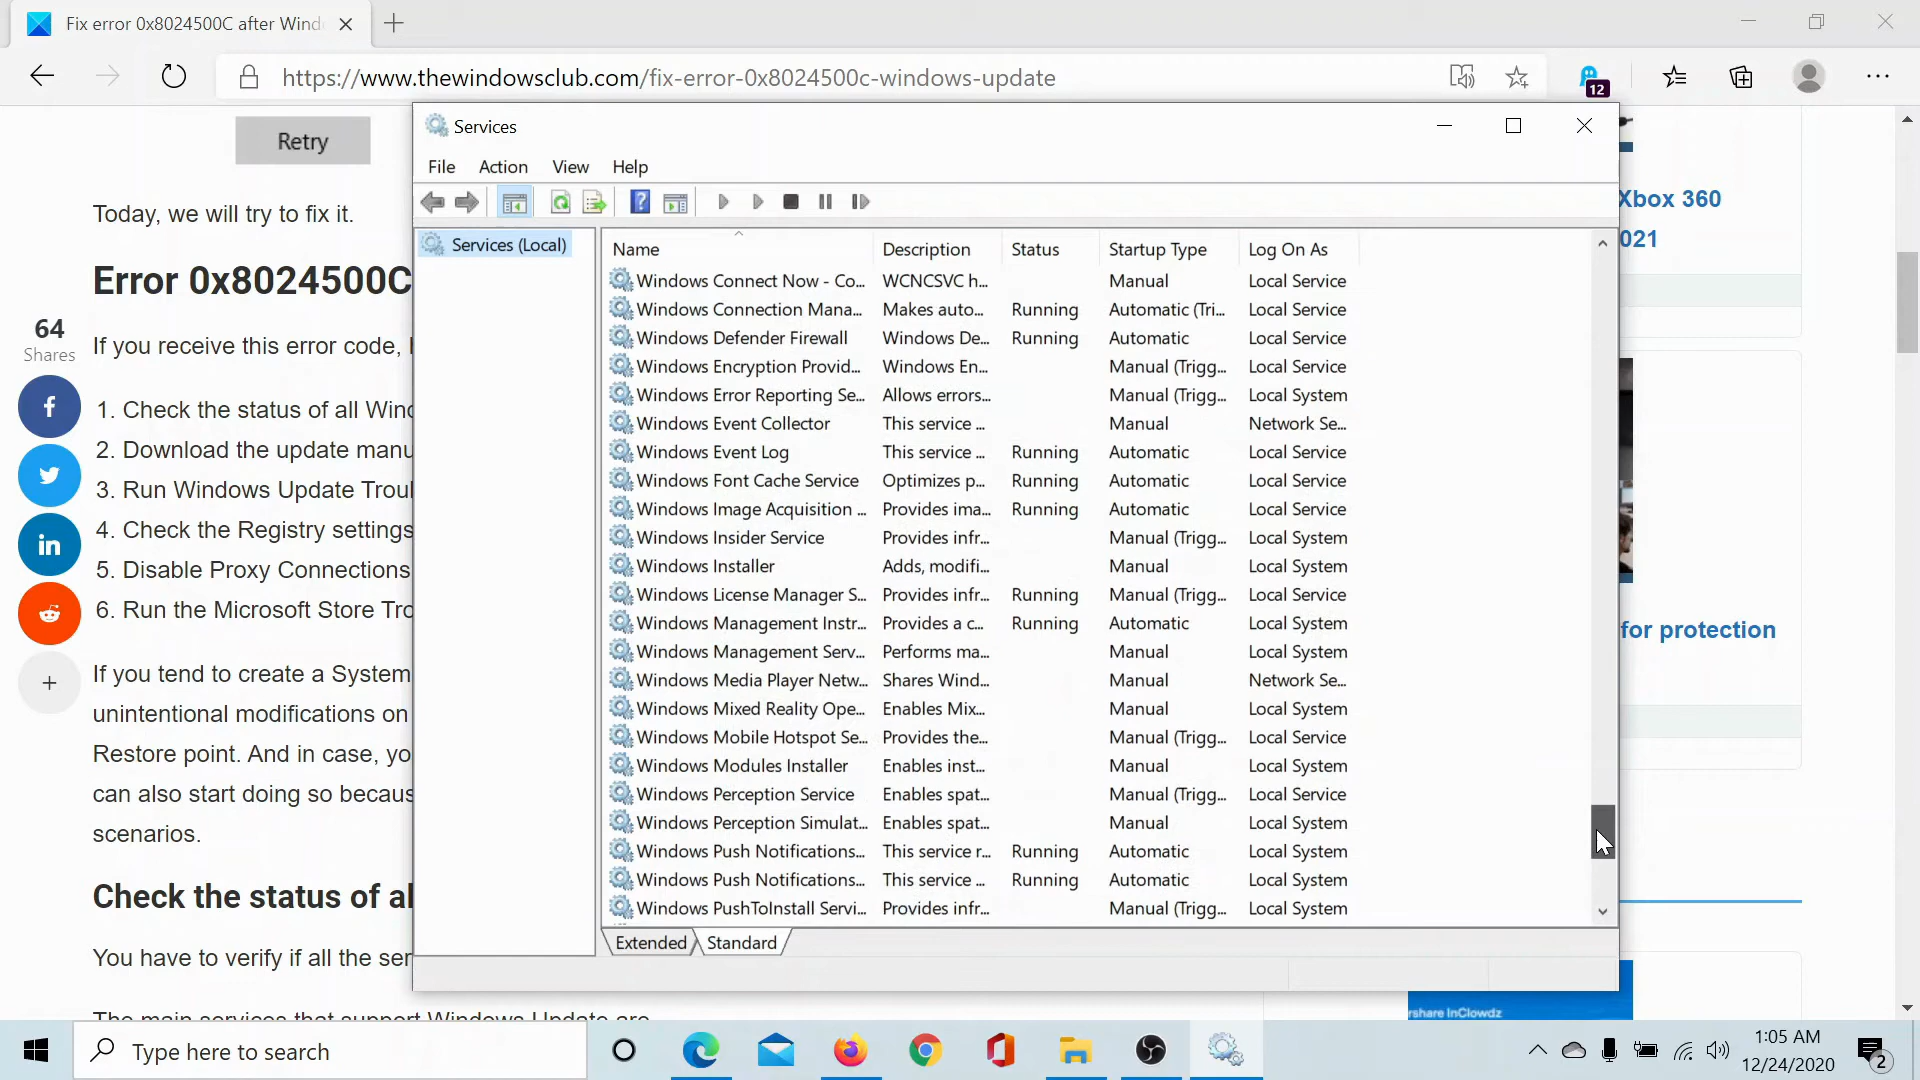 Fix error 0x8024500C after Wind
https://www.thewindowsclub.com/fix-error-0x8024500c-windows-update
12
Retry
Today, we will try to fix it.
Error 0x8024500C
64
Shares
If you receive this error code, h
1. Check the status of all Wind
2. Download the update manu
3. Run Windows Update Troub
4. Check the Registry settings
5. Disable Proxy Connections
6. Run the Microsoft Store Tro
If you tend to create a System
unintentional modifications on
Restore point. And in case, yo
can also start doing so becaus
scenarios.
Check the status of al
You have to verify if all the ser
The main services that support Windows Update are
Services
File Action View Help
Services (Local)
Name Description Status Startup Type Log On As
Windows Connect Now - Co... WCNCSVC h... Manual Local Service
Windows Connection Mana... Makes auto... Running Automatic (Tri... Local Service
Windows Defender Firewall Windows De... Running Automatic Local Service
Windows Encryption Provid... Windows En... Manual (Trigg... Local Service
Windows Error Reporting Se... Allows errors... Manual (Trigg... Local System
Windows Event Collector This service ... Manual Network Se...
Windows Event Log This service ... Running Automatic Local Service
Windows Font Cache Service Optimizes p... Running Automatic Local Service
Windows Image Acquisition ... Provides ima... Running Automatic Local Service
Windows Insider Service Provides infr... Manual (Trigg... Local System
Windows Installer Adds, modifi... Manual Local System
Windows License Manager S... Provides infr... Running Manual (Trigg... Local Service
Windows Management Instr... Provides a c... Running Automatic Local System
Windows Management Serv... Performs ma... Manual Local System
Windows Media Player Netw... Shares Wind... Manual Network Se...
Windows Mixed Reality Ope... Enables Mix... Manual Local System
Windows Mobile Hotspot Se... Provides the... Manual (Trigg... Local Service
Windows Modules Installer Enables inst... Manual Local System
Windows Perception Service Enables spat... Manual (Trigg... Local Service
Windows Perception Simulat... Enables spat... Manual Local System
Windows Push Notifications... This service r... Running Automatic Local System
Windows Push Notifications... This service ... Running Automatic Local System
Windows PushToInstall Servi... Provides infr... Manual (Trigg... Local System
Extended Standard
Xbox 360
021
for protection
rshare InClowdz
Type here to search
1:05 AM
12/24/2020
2